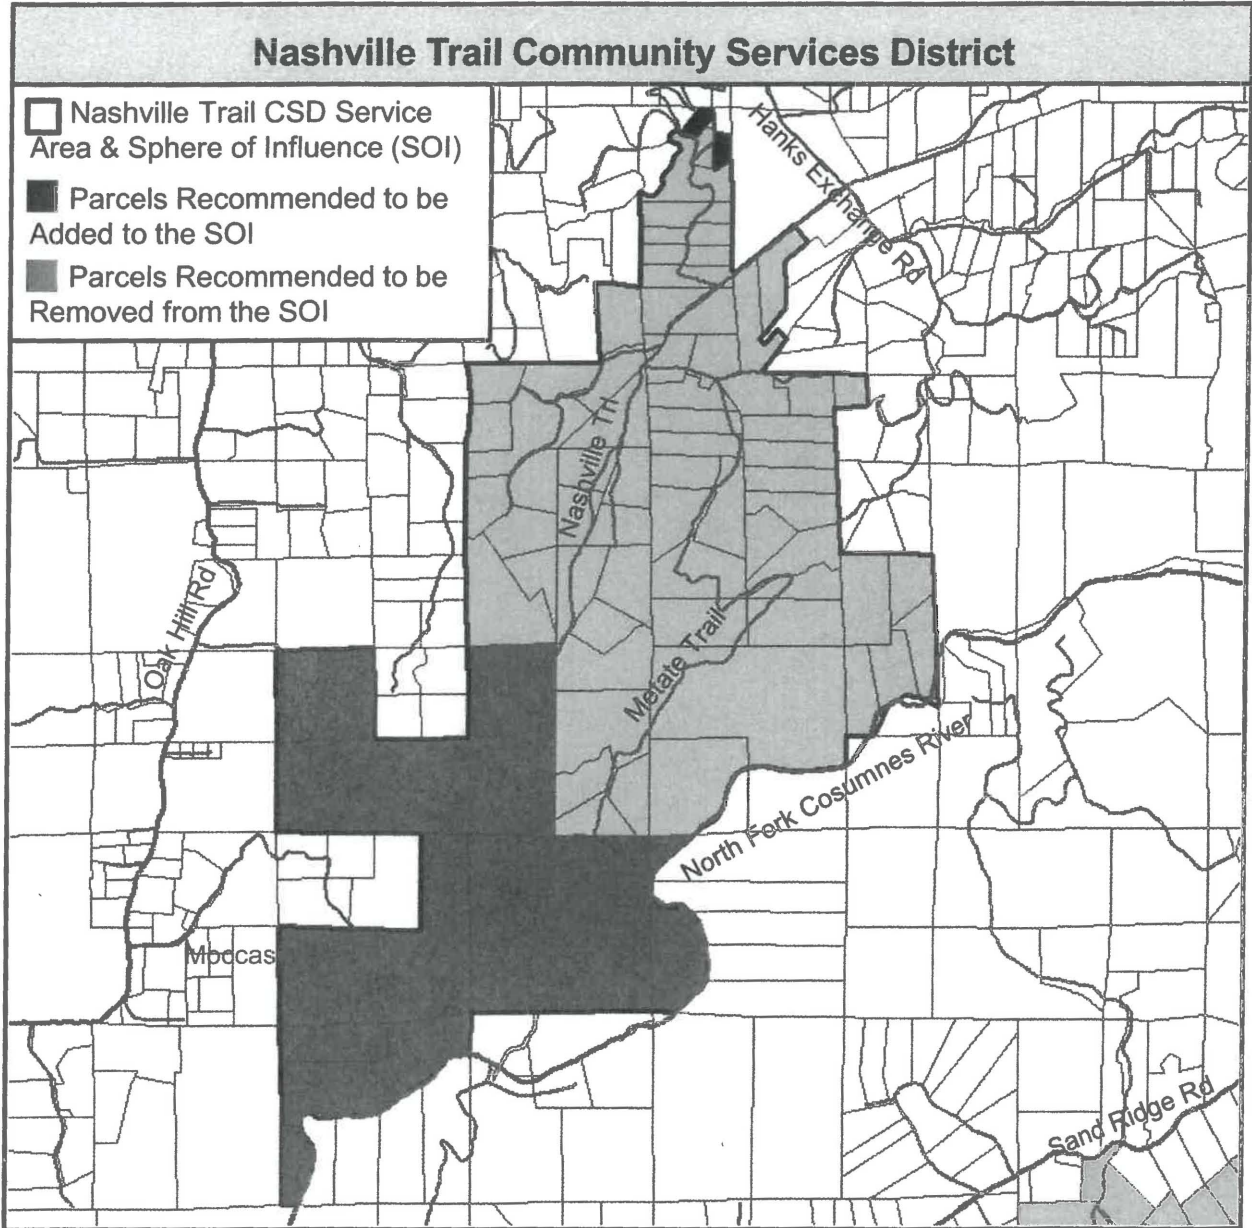 Nashville Trail Community Services District
Nashville Trail CSD Service
Area & Sphere of Influence (SOI)
Parcels Recommended to be
Added to the SOI
Parcels Recommended to be
Removed from the SOI
Hanks Exchange Rd
Nashville Trl
Oak Hill Rd
Metate Trail
North Fork Cosumnes River
Moccas
Sand Ridge Rd